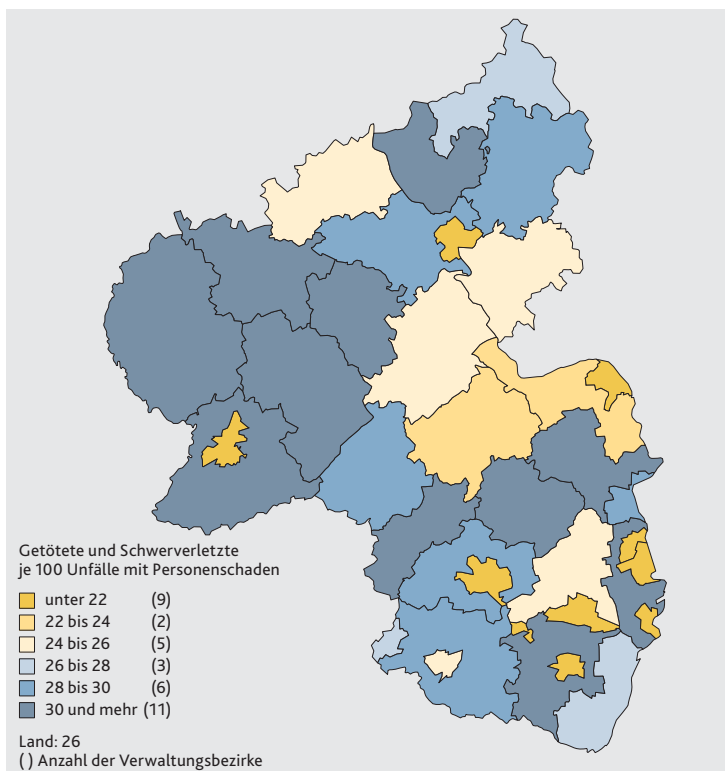 Getötete und Schwerverletzte
je 100 Unfälle mit Personenschaden
unter 22 (9)
22 bis 24 (2)
24 bis 26 (5)
26 bis 28 (3)
28 bis 30 (6)
30 und mehr (11)
Land: 26
( ) Anzahl der Verwaltungsbezirke